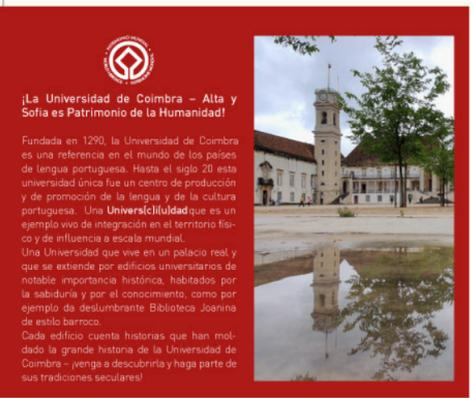 ¡La Universidad de Coimbra – Alta y
Sofia es Patrimonio de la Humanidad!
Fundada en 1290, la Universidad de Coimbra
es una referencia en el mundo de los países
de lengua portuguesa. Hasta el siglo 20 esta
universidad única fue un centro de producción
y de promoción de la lengua y de la cultura
portuguesa. Una Univers(c)i(u)dad que es un
ejemplo vivo de integración en el territorio físi-
co y de influencia a escala mundial.
Una Universidad que vive en un palacio real y
que se extiende por edificios universitarios de
notable importancia histórica, habitados por
la sabiduría y por el conocimiento, como por
ejemplo da deslumbrante Biblioteca Joanina
de estilo barroco.
Cada edificio cuenta historias que han mol-
dado la grande historia de la Universidad de
Coimbra – ¡venga a descubrirla y haga parte de
sus tradiciones seculares!